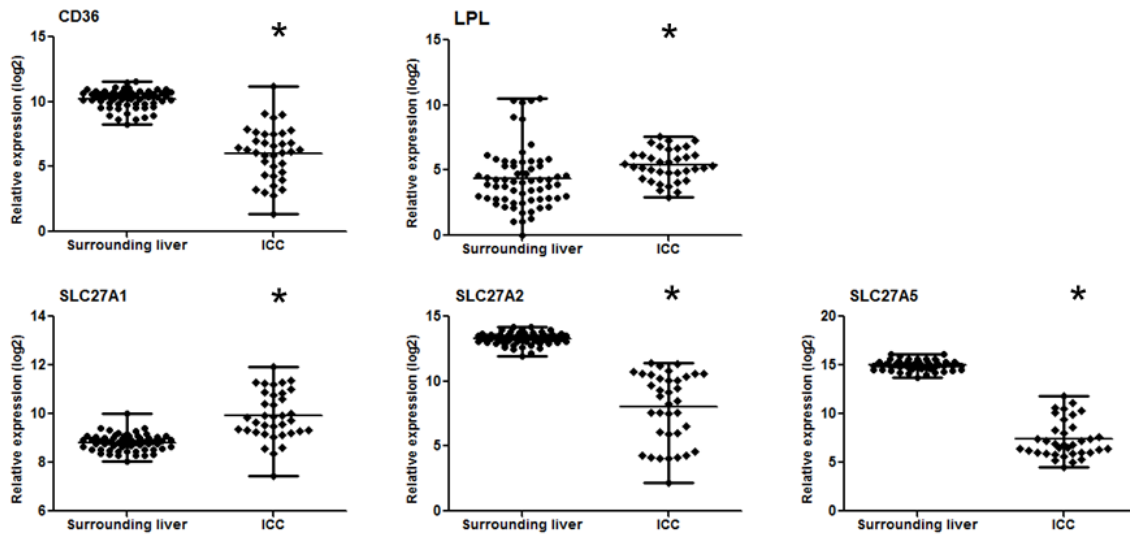 CD36
*
Relative expression (log2)
15
10
5
0
Surrounding liver
ICC
LPL
*
Relative expression (log2)
15
10
5
0
Surrounding liver
ICC
SLC27A1
*
Relative expression (log2)
14
12
10
8
6
Surrounding liver
ICC
SLC27A2
*
Relative expression (log2)
15
10
5
0
Surrounding liver
ICC
SLC27A5
*
Relative expression (log2)
20
15
10
5
0
Surrounding liver
ICC